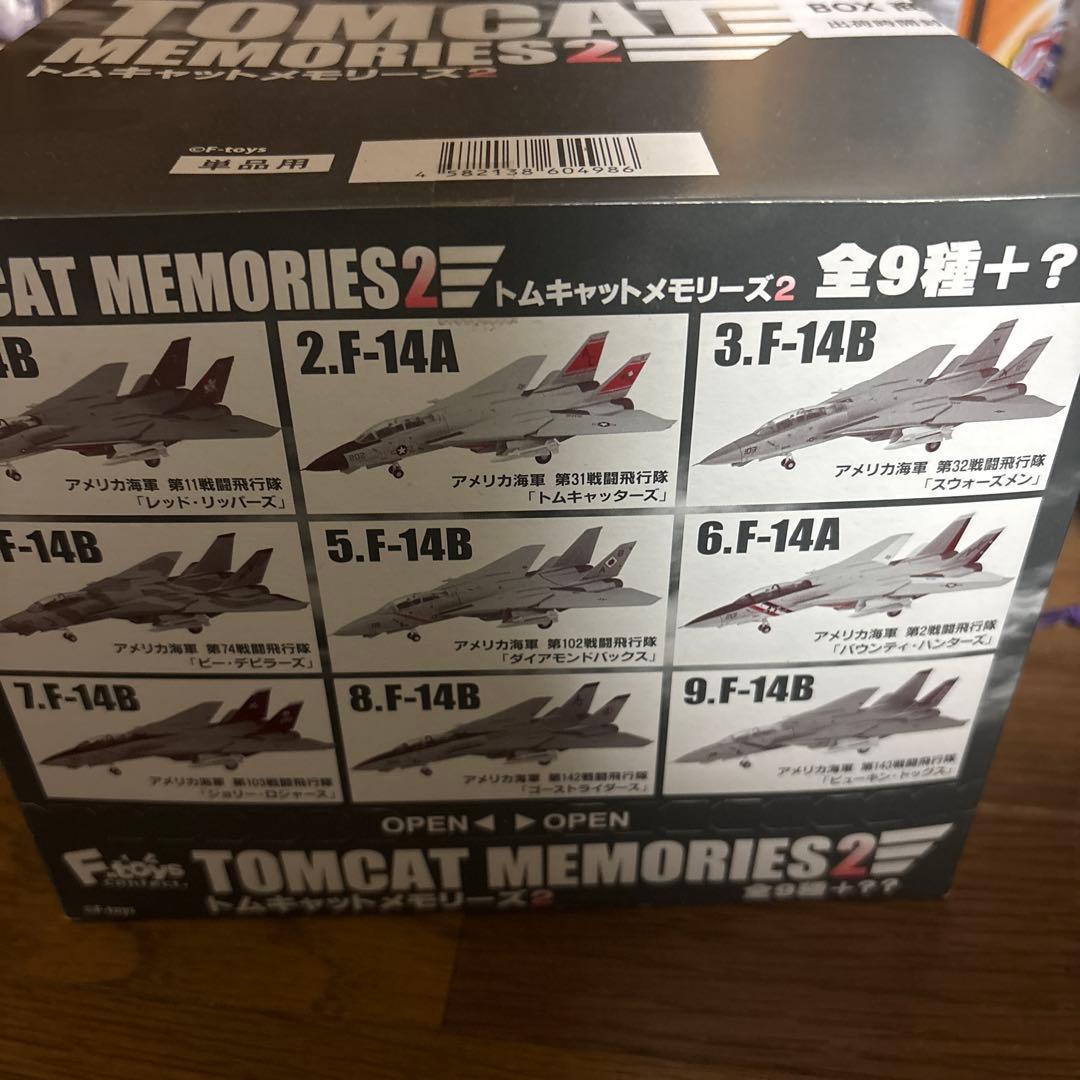 TOMCAT
MEMORIES2
トムキャットメモリーズ2
BOX
©F-toys
単品用
4 582138 604986
CAT MEMORIES2
トムキャットメモリーズ2
全9種+?
4B
アメリカ海軍 第11戦闘飛行隊
「レッド・リッパーズ」
2.F-14A
202
アメリカ海軍 第31戦闘飛行隊
「トムキャッターズ」
3.F-14B
103
アメリカ海軍 第32戦闘飛行隊
「スウォーズメン」
F-14B
アメリカ海軍 第74戦闘飛行隊
「ビー・デビラーズ」
5.F-14B
アメリカ海軍 第102戦闘飛行隊
「ダイアモンドバックス」
6.F-14A
アメリカ海軍 第2戦闘飛行隊
「バウンティ・ハンターズ」
7.F-14B
アメリカ海軍 第103戦闘飛行隊
「ジョリー・ロジャース」
8.F-14B
アメリカ海軍 第142戦闘飛行隊
「ゴーストライダース」
9.F-14B
アメリカ海軍 第143戦闘飛行隊
「ピューキン・ドッグス」
OPEN◀ ▶OPEN
F-toys
confect.
TOMCAT MEMORIES2
トムキャットメモリーズ2
全9種+??
©F-toys